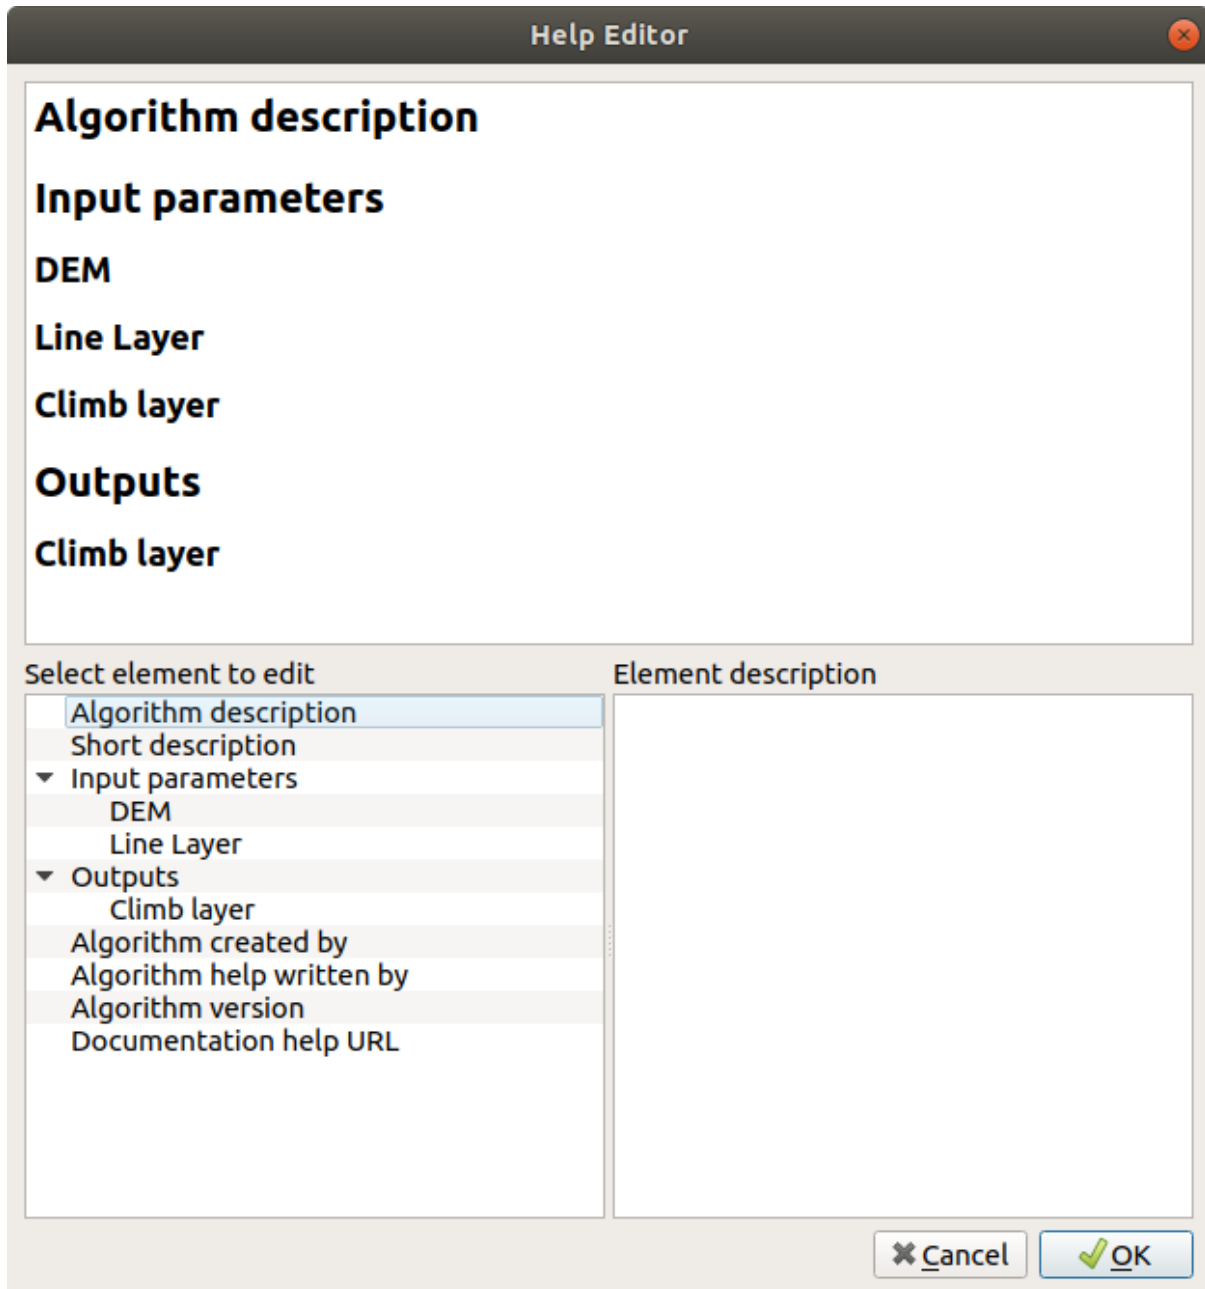 Help Editor
Algorithm description
Input parameters
DEM
Line Layer
Climb layer
Outputs
Climb layer
Select element to edit
Algorithm description
Short description
Input parameters
DEM
Line Layer
Outputs
Climb layer
Algorithm created by
Algorithm help written by
Algorithm version
Documentation help URL
Element description
Cancel
OK